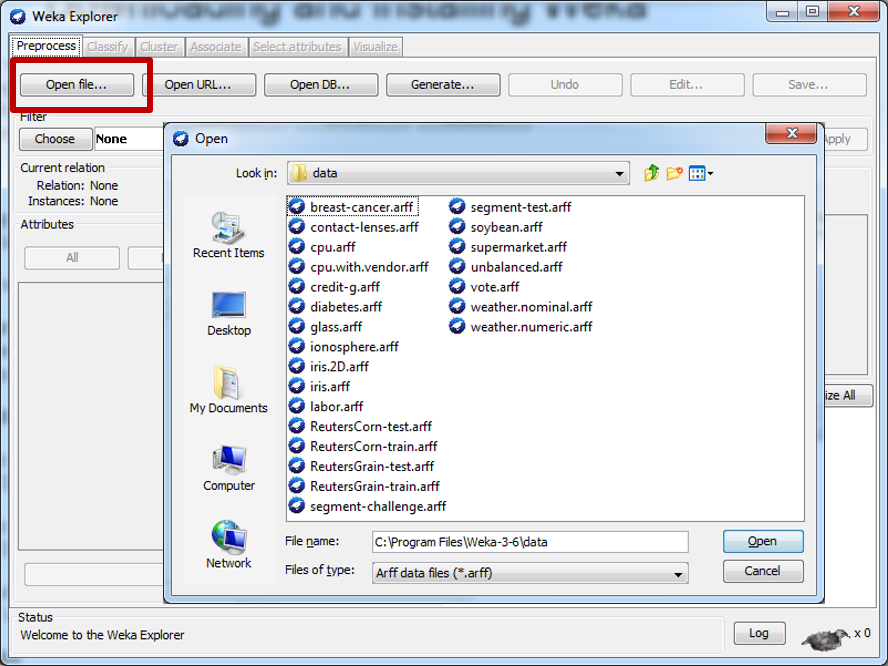 Downloading and installing Weka
Weka Explorer
Preprocess Classify Cluster Associate Select attributes Visualize
Open file... Open URL... Open DB... Generate... Undo Edit... Save...
Filter
Choose None Apply
Current relation
Relation: None
Instances: None
Attributes
All
Open
Look in: data
Recent Items
Desktop
My Documents
Computer
Network
breast-cancer.arff
contact-lenses.arff
cpu.arff
cpu.with.vendor.arff
credit-g.arff
diabetes.arff
glass.arff
ionosphere.arff
iris.2D.arff
iris.arff
labor.arff
ReutersCorn-test.arff
ReutersCorn-train.arff
ReutersGrain-test.arff
ReutersGrain-train.arff
segment-challenge.arff
segment-test.arff
soybean.arff
supermarket.arff
unbalanced.arff
vote.arff
weather.nominal.arff
weather.numeric.arff
File name: C:\Program Files\Weka-3-6\data
Files of type: Arff data files (*.arff)
Open
Cancel
ize All
Status
Welcome to the Weka Explorer
Log x 0